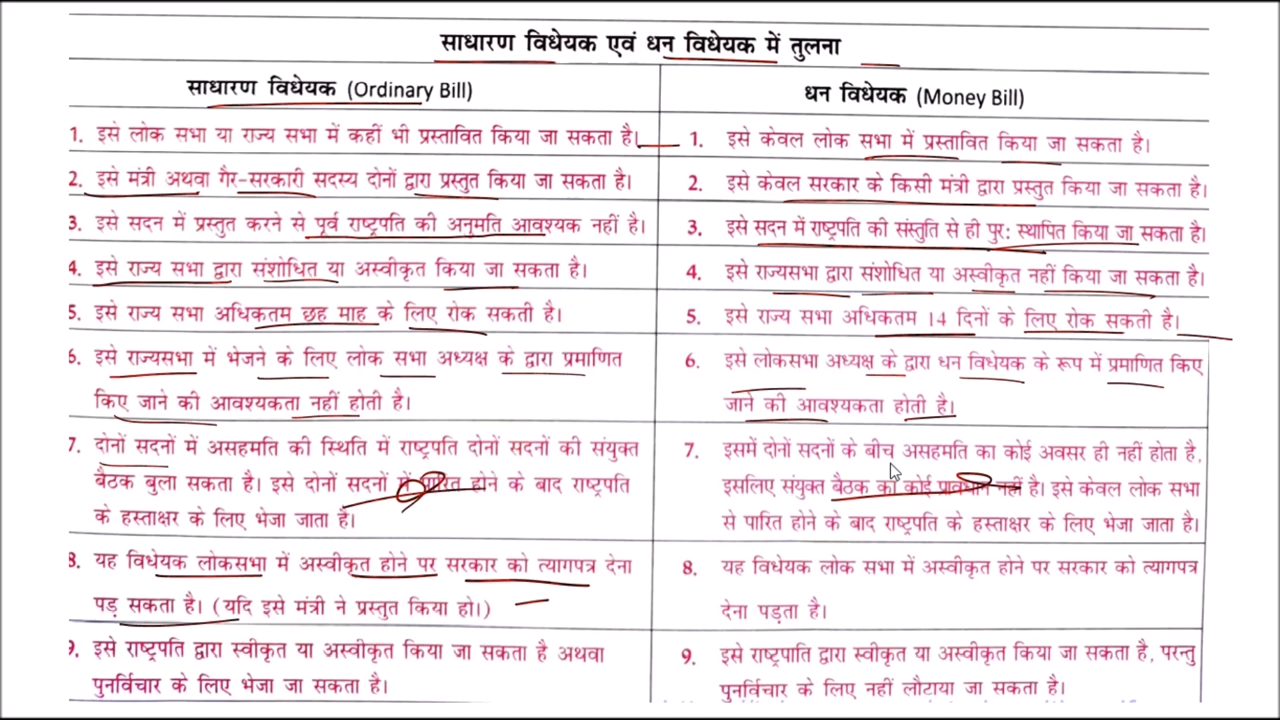 साधारण विधेयक एवं धन विधेयक में तुलना
साधारण विधेयक (Ordinary Bill)
धन विधेयक (Money Bill)
1. इसे लोक सभा या राज्य सभा में कहीं भी प्रस्तावित किया जा सकता है।
1. इसे केवल लोक सभा में प्रस्तावित किया जा सकता है।
2. इसे मंत्री अथवा गैर-सरकारी सदस्य दोनों द्वारा प्रस्तुत किया जा सकता है।
2. इसे केवल सरकार के किसी मंत्री द्वारा प्रस्तुत किया जा सकता है।
3. इसे सदन में प्रस्तुत करने से पूर्व राष्ट्रपति की अनुमति आवश्यक नहीं है।
3. इसे सदन में राष्ट्रपति की संस्तुति से ही पुर: स्थापित किया जा सकता है।
4. इसे राज्य सभा द्वारा संशोधित या अस्वीकृत किया जा सकता है।
4. इसे राज्यसभा द्वारा संशोधित या अस्वीकृत नहीं किया जा सकता है।
5. इसे राज्य सभा अधिकतम छह माह के लिए रोक सकती है।
5. इसे राज्य सभा अधिकतम 14 दिनों के लिए रोक सकती है।
6. इसे राज्यसभा में भेजने के लिए लोक सभा अध्यक्ष के द्वारा प्रमाणित
किए जाने की आवश्यकता नहीं होती है।
6. इसे लोकसभा अध्यक्ष के द्वारा धन विधेयक के रूप में प्रमाणित किए
जाने की आवश्यकता होती है।
7. दोनों सदनों में असहमति की स्थिति में राष्ट्रपति दोनों सदनों की संयुक्त
बैठक बुला सकता है। इसे दोनों सदनों में पारित होने के बाद राष्ट्रपति
के हस्ताक्षर के लिए भेजा जाता है।
7. इसमें दोनों सदनों के बीच असहमति का कोई अवसर ही नहीं होता है,
इसलिए संयुक्त बैठक का कोई प्रावधान नहीं है। इसे केवल लोक सभा
से पारित होने के बाद राष्ट्रपति के हस्ताक्षर के लिए भेजा जाता है।
8. यह विधेयक लोकसभा में अस्वीकृत होने पर सरकार को त्यागपत्र देना
पड़ सकता है। (यदि इसे मंत्री ने प्रस्तुत किया हो।)
8. यह विधेयक लोक सभा में अस्वीकृत होने पर सरकार को त्यागपत्र
देना पड़ता है।
9. इसे राष्ट्रपति द्वारा स्वीकृत या अस्वीकृत किया जा सकता है अथवा
पुनर्विचार के लिए भेजा जा सकता है।
9. इसे राष्ट्रपाति द्वारा स्वीकृत या अस्वीकृत किया जा सकता है, परन्तु
पुनर्विचार के लिए नहीं लौटाया जा सकता है।